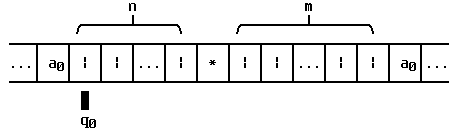 n m
... a₀ ¦ ¦ ... ¦ * ¦ ¦ ... ¦ ¦ a₀ ...
q₀